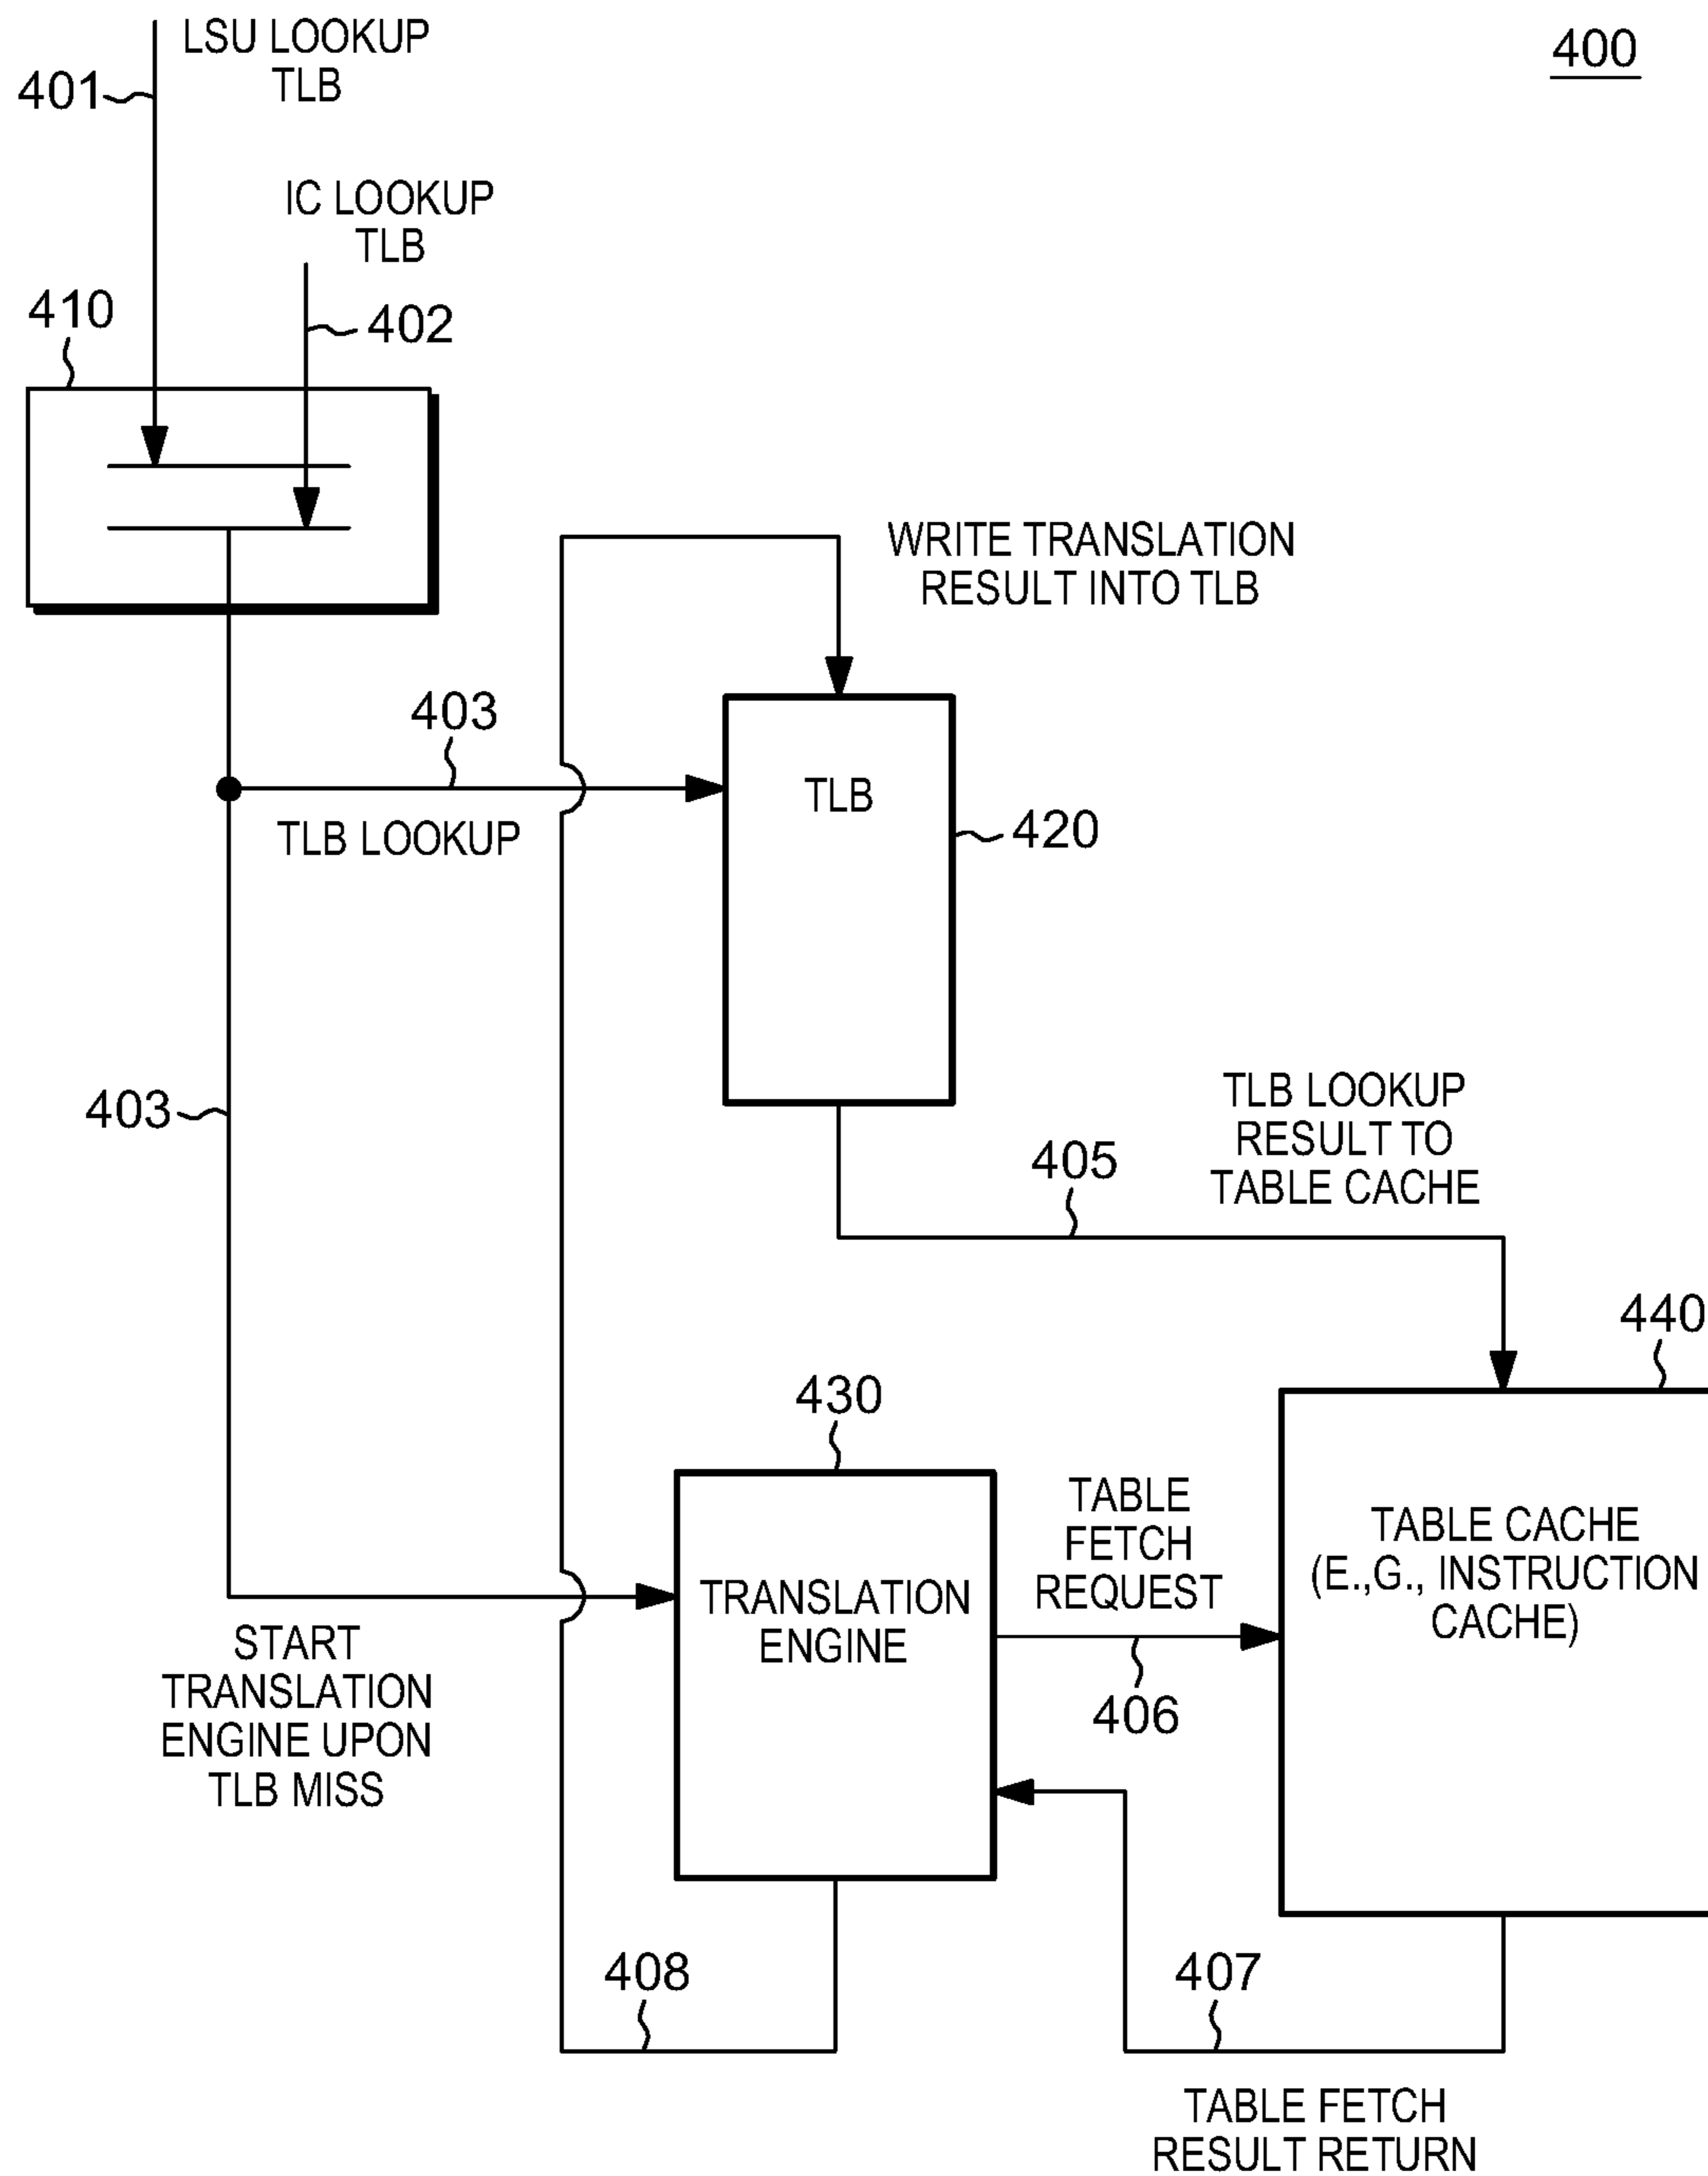 LSU LOOKUP
TLB
400
401
IC LOOKUP
TLB
410
402
WRITE TRANSLATION
RESULT INTO TLB
403
TLB
TLB LOOKUP
420
TLB LOOKUP
RESULT TO
TABLE CACHE
403
405
440
430
TABLE
FETCH
REQUEST
TABLE CACHE
(E.,G., INSTRUCTION
CACHE)
TRANSLATION
ENGINE
START
TRANSLATION
ENGINE UPON
TLB MISS
406
408
407
TABLE FETCH
RESULT RETURN